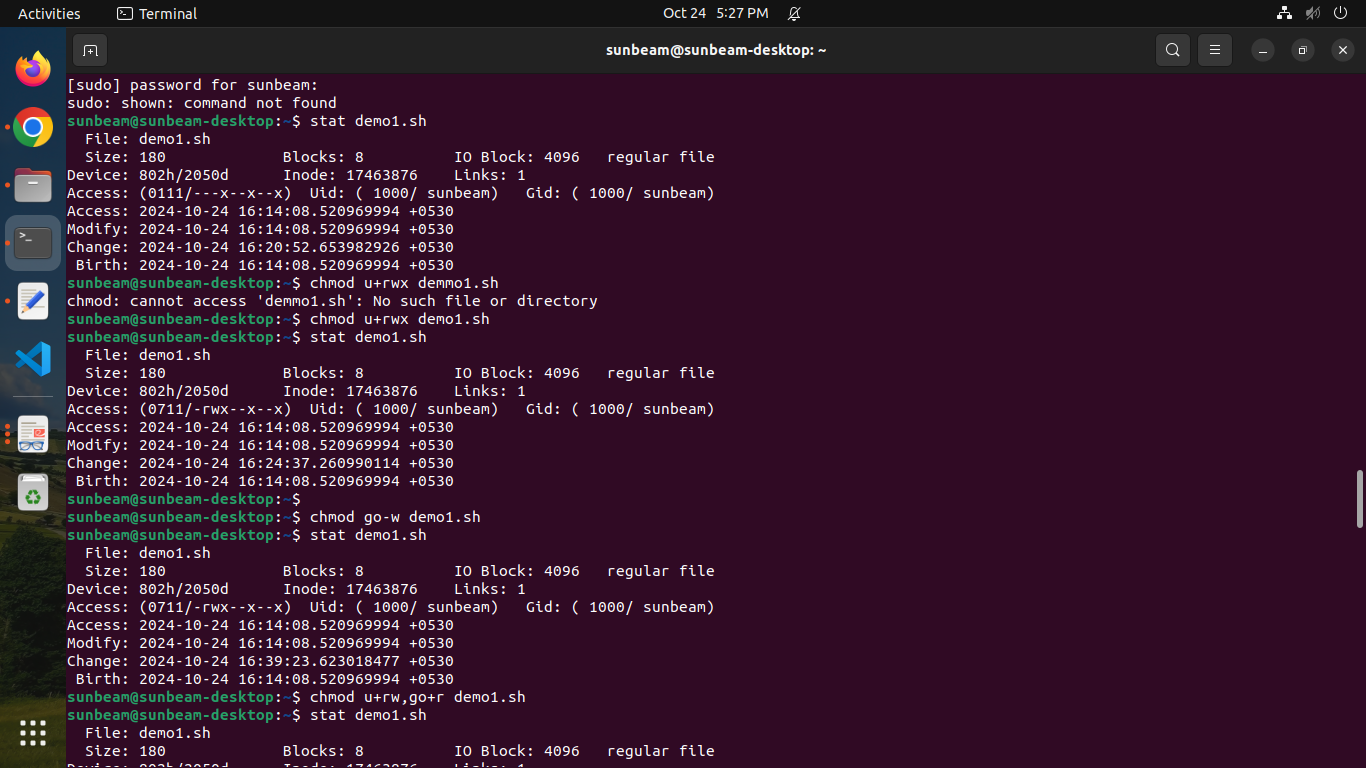 Activities
Terminal
Oct 24 5:27 PM
sunbeam@sunbeam-desktop: ~
[sudo] password for sunbeam:
sudo: shown: command not found
sunbeam@sunbeam-desktop:~$ stat demo1.sh
  File: demo1.sh
  Size: 180             Blocks: 8          IO Block: 4096   regular file
Device: 802h/2050d      Inode: 17463876    Links: 1
Access: (0111/---x--x--x)  Uid: ( 1000/ sunbeam)   Gid: ( 1000/ sunbeam)
Access: 2024-10-24 16:14:08.520969994 +0530
Modify: 2024-10-24 16:14:08.520969994 +0530
Change: 2024-10-24 16:20:52.653982926 +0530
 Birth: 2024-10-24 16:14:08.520969994 +0530
sunbeam@sunbeam-desktop:~$ chmod u+rwx demmo1.sh
chmod: cannot access 'demmo1.sh': No such file or directory
sunbeam@sunbeam-desktop:~$ chmod u+rwx demo1.sh
sunbeam@sunbeam-desktop:~$ stat demo1.sh
  File: demo1.sh
  Size: 180             Blocks: 8          IO Block: 4096   regular file
Device: 802h/2050d      Inode: 17463876    Links: 1
Access: (0711/-rwx--x--x)  Uid: ( 1000/ sunbeam)   Gid: ( 1000/ sunbeam)
Access: 2024-10-24 16:14:08.520969994 +0530
Modify: 2024-10-24 16:14:08.520969994 +0530
Change: 2024-10-24 16:24:37.260990114 +0530
 Birth: 2024-10-24 16:14:08.520969994 +0530
sunbeam@sunbeam-desktop:~$
sunbeam@sunbeam-desktop:~$ chmod go-w demo1.sh
sunbeam@sunbeam-desktop:~$ stat demo1.sh
  File: demo1.sh
  Size: 180             Blocks: 8          IO Block: 4096   regular file
Device: 802h/2050d      Inode: 17463876    Links: 1
Access: (0711/-rwx--x--x)  Uid: ( 1000/ sunbeam)   Gid: ( 1000/ sunbeam)
Access: 2024-10-24 16:14:08.520969994 +0530
Modify: 2024-10-24 16:14:08.520969994 +0530
Change: 2024-10-24 16:39:23.623018477 +0530
 Birth: 2024-10-24 16:14:08.520969994 +0530
sunbeam@sunbeam-desktop:~$ chmod u+rw,go+r demo1.sh
sunbeam@sunbeam-desktop:~$ stat demo1.sh
  File: demo1.sh
  Size: 180             Blocks: 8          IO Block: 4096   regular file